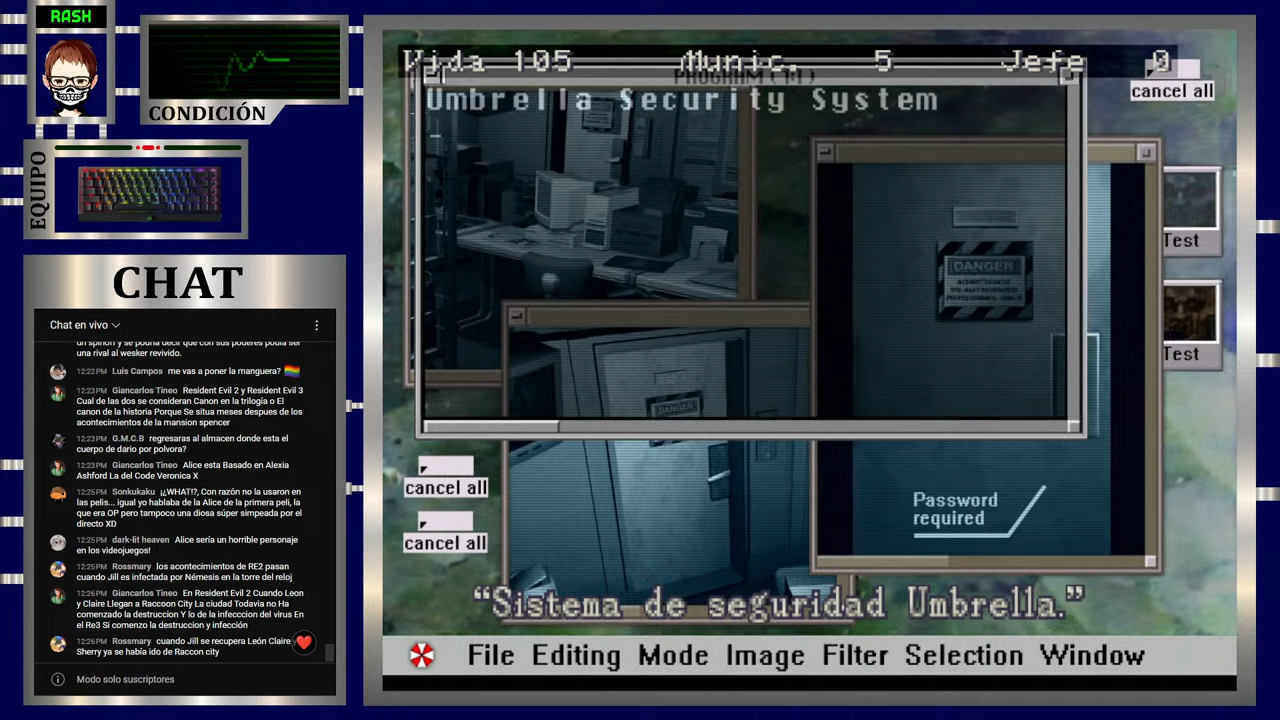 RASH
CONDICIÓN
EQUIPO
CHAT
Chat en vivo
una rival al wesker revivido.
12:22PM Luis Campos me vas a poner la manguera? 🏳️‍🌈
12:23PM Giancarlos Tineo Resident Evil 2 y Resident Evil 3
Cual de las dos se consideran Canon en la trilogía o El
canon de la historia Porque Se situa meses despues de los
acontecimientos de la mansion spencer
12:23PM G.M.C.B regresaras al almacen donde esta el
cuerpo de dario por polvora?
12:23PM Giancarlos Tineo Alice esta Basado en Alexia
Ashford La del Code Veronica X
12:25PM Sonkukaku ¡¿WHAT!?, Con razón no la usaron en
las pelis... igual yo hablaba de la Alice de la primera peli, la
que era OP pero tampoco una diosa súper simpeada por el
directo XD
12:25PM dark-lit heaven Alice sería un horrible personaje
en los videojuegos!
12:25PM Rossmary los acontecimientos de RE2 pasan
cuando Jill es infectada por Némesis en la torre del reloj
12:26PM Giancarlos Tineo En Resident Evil 2 Cuando Leon
y Claire Llegan a Raccoon City La ciudad Todavia no Ha
comenzado la destruccion Y lo de la infeccion del virus En
el Re3 Si comenzo la destruccion y infección
12:26PM Rossmary cuando Jill se recupera León Claire y
Sherry ya se había ido de Raccon city
Modo solo suscriptores
Vida 105 Munic. 5 Jefe 0
Umbrella Security System
cancel all
DANGER
Test
Test
DANGER
cancel all
cancel all
Password
required
“Sistema de seguridad Umbrella.”
File Editing Mode Image Filter Selection Window